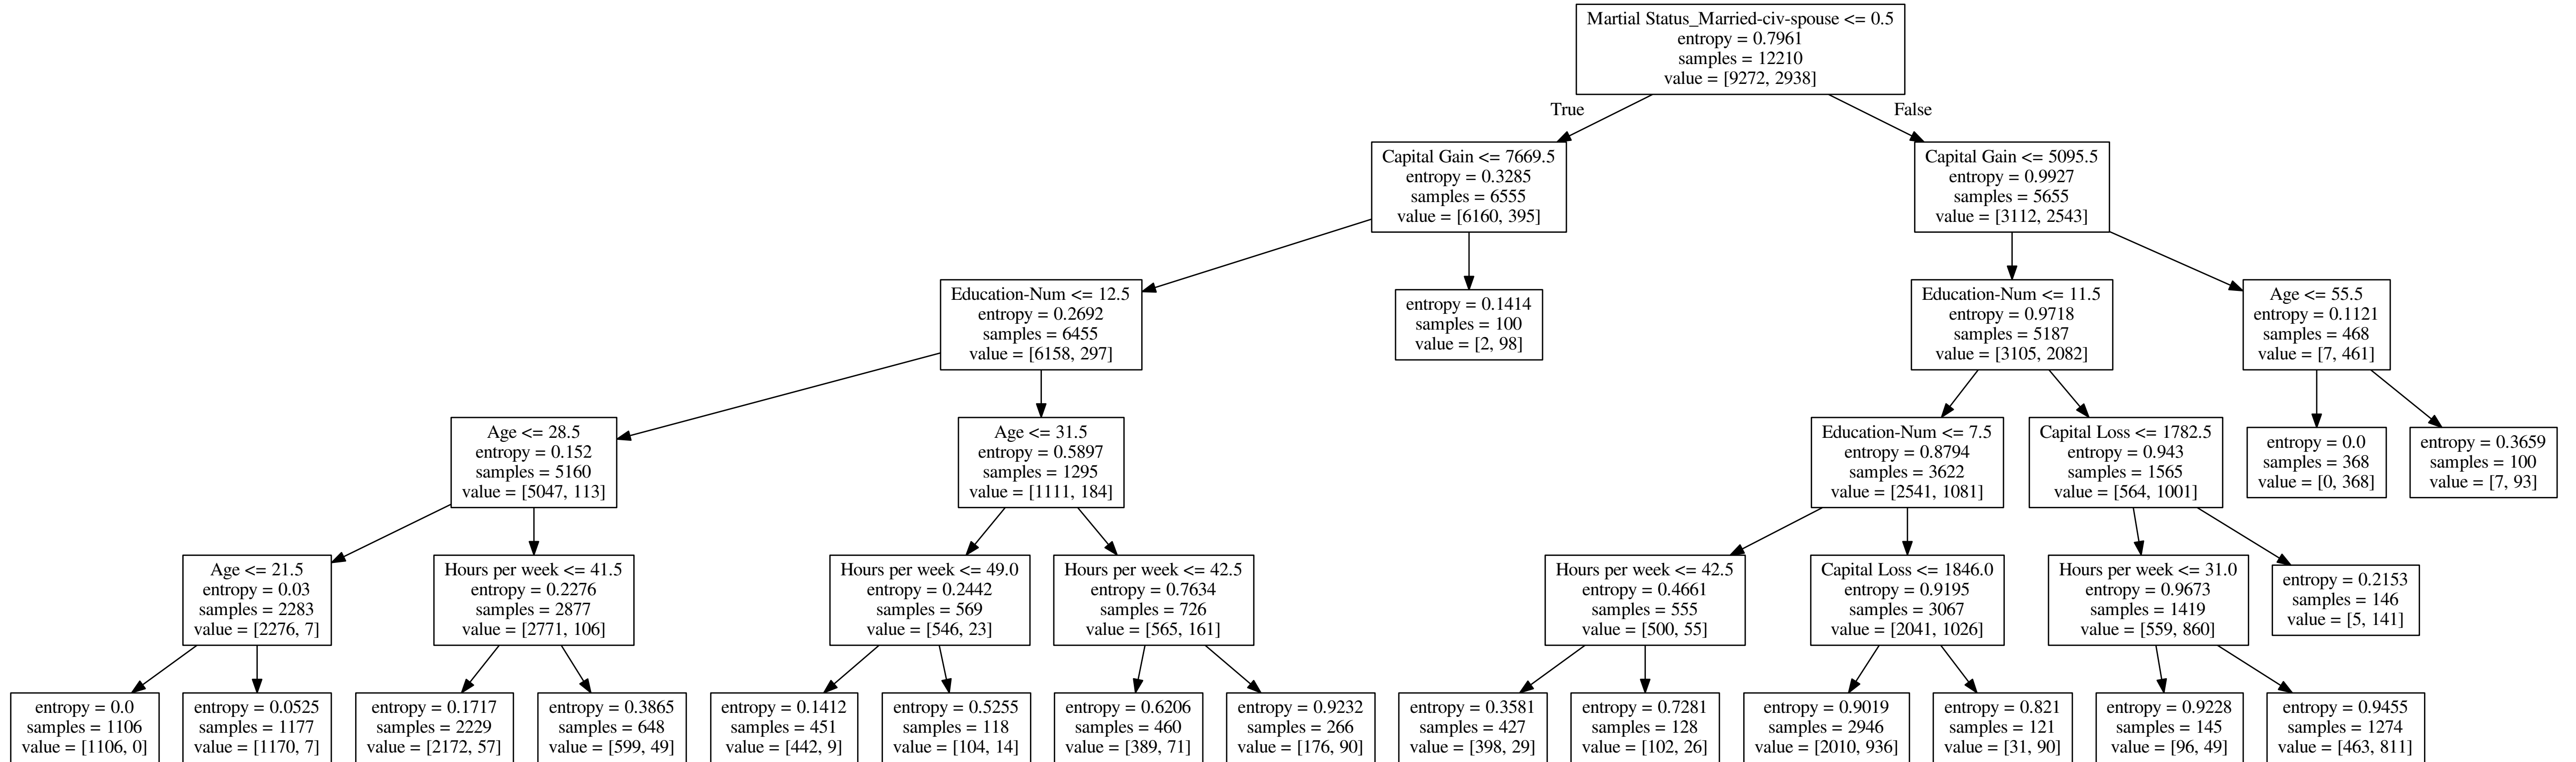 Martial Status_Married-civ-spouse <= 0.5
entropy = 0.7961
samples = 12210
value = [9272, 2938]
True
False
Capital Gain <= 7669.5
entropy = 0.3285
samples = 6555
value = [6160, 395]
Capital Gain <= 5095.5
entropy = 0.9927
samples = 5655
value = [3112, 2543]
Education-Num <= 12.5
entropy = 0.2692
samples = 6455
value = [6158, 297]
entropy = 0.1414
samples = 100
value = [2, 98]
Education-Num <= 11.5
entropy = 0.9718
samples = 5187
value = [3105, 2082]
Age <= 55.5
entropy = 0.1121
samples = 468
value = [7, 461]
Age <= 28.5
entropy = 0.152
samples = 5160
value = [5047, 113]
Age <= 31.5
entropy = 0.5897
samples = 1295
value = [1111, 184]
Education-Num <= 7.5
entropy = 0.8794
samples = 3622
value = [2541, 1081]
Capital Loss <= 1782.5
entropy = 0.943
samples = 1565
value = [564, 1001]
entropy = 0.0
samples = 368
value = [0, 368]
entropy = 0.3659
samples = 100
value = [7, 93]
Age <= 21.5
entropy = 0.03
samples = 2283
value = [2276, 7]
Hours per week <= 41.5
entropy = 0.2276
samples = 2877
value = [2771, 106]
Hours per week <= 49.0
entropy = 0.2442
samples = 569
value = [546, 23]
Hours per week <= 42.5
entropy = 0.7634
samples = 726
value = [565, 161]
Hours per week <= 42.5
entropy = 0.4661
samples = 555
value = [500, 55]
Capital Loss <= 1846.0
entropy = 0.9195
samples = 3067
value = [2041, 1026]
Hours per week <= 31.0
entropy = 0.9673
samples = 1419
value = [559, 860]
entropy = 0.2153
samples = 146
value = [5, 141]
entropy = 0.0
samples = 1106
value = [1106, 0]
entropy = 0.0525
samples = 1177
value = [1170, 7]
entropy = 0.1717
samples = 2229
value = [2172, 57]
entropy = 0.3865
samples = 648
value = [599, 49]
entropy = 0.1412
samples = 451
value = [442, 9]
entropy = 0.5255
samples = 118
value = [104, 14]
entropy = 0.6206
samples = 460
value = [389, 71]
entropy = 0.9232
samples = 266
value = [176, 90]
entropy = 0.3581
samples = 427
value = [398, 29]
entropy = 0.7281
samples = 128
value = [102, 26]
entropy = 0.9019
samples = 2946
value = [2010, 936]
entropy = 0.821
samples = 121
value = [31, 90]
entropy = 0.9228
samples = 145
value = [96, 49]
entropy = 0.9455
samples = 1274
value = [463, 811]